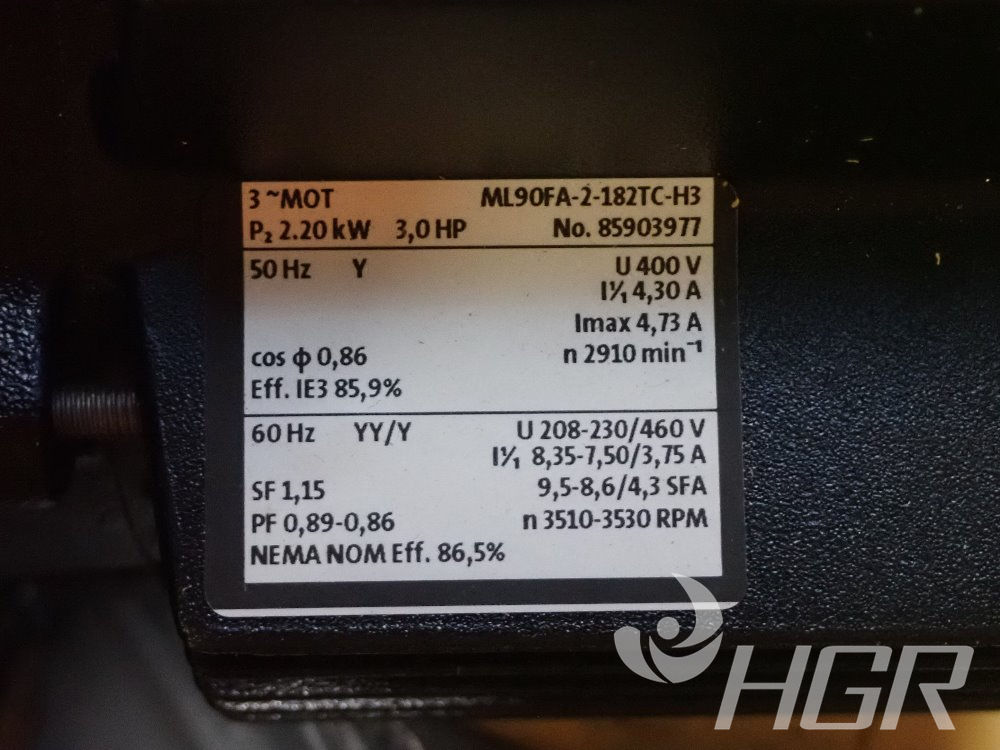 3 ~MOT ML90FA-2-182TC-H3
P₂ 2.20 kW 3,0 HP No. 85903977
50 Hz Y U 400 V
I¹⁄₁ 4,30 A
Imax 4,73 A
cos ϕ 0,86 n 2910 min⁻¹
Eff. IE3 85,9%
60 Hz YY/Y U 208-230/460 V
I¹⁄₁ 8,35-7,50/3,75 A
SF 1,15 9,5-8,6/4,3 SFA
PF 0,89-0,86 n 3510-3530 RPM
NEMA NOM Eff. 86,5%
HGR